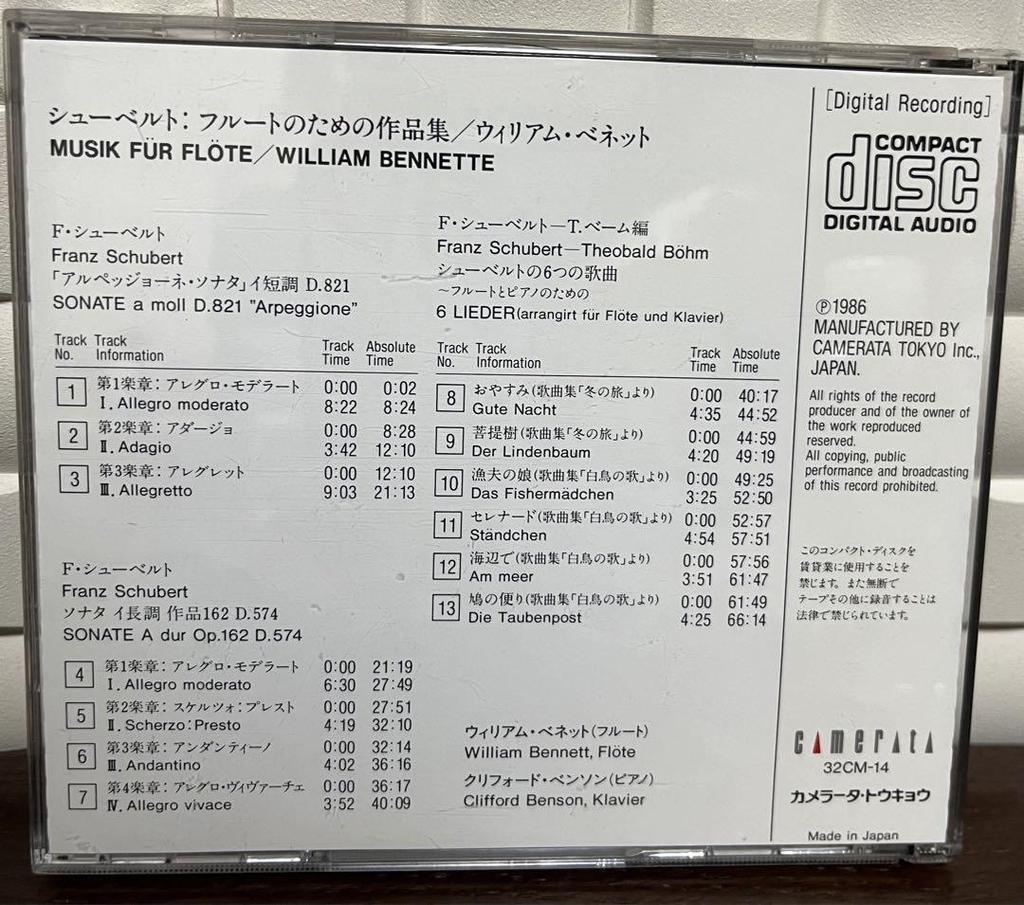 シューベルト: フルートのための作品集／ウィリアム・ベネット
MUSIK FÜR FLÖTE／WILLIAM BENNETTE
F・シューベルト
Franz Schubert
「アルペッジョーネ・ソナタ」イ短調 D.821
SONATE a moll D.821 "Arpeggione"
Track No. Track Information Track Time Absolute Time
1 第1楽章: アレグロ・モデラート 0:00 0:02
I. Allegro moderato 8:22 8:24
2 第2楽章: アダージョ 0:00 8:28
II. Adagio 3:42 12:10
3 第3楽章: アレグレット 0:00 12:10
III. Allegretto 9:03 21:13
F・シューベルト
Franz Schubert
ソナタ イ長調 作品162 D.574
SONATE A dur Op.162 D.574
4 第1楽章: アレグロ・モデラート 0:00 21:19
I. Allegro moderato 6:30 27:49
5 第2楽章: スケルツォ: プレスト 0:00 27:51
II. Scherzo: Presto 4:19 32:10
6 第3楽章: アンダンティーノ 0:00 32:14
III. Andantino 4:02 36:16
7 第4楽章: アレグロ・ヴィヴァーチェ 0:00 36:17
IV. Allegro vivace 3:52 40:09
F・シューベルト—T.ベーム編
Franz Schubert—Theobald Böhm
シューベルトの6つの歌曲
～フルートとピアノのための
6 LIEDER(arrangirt für Flöte und Klavier)
Track No. Track Information Track Time Absolute Time
8 おやすみ(歌曲集「冬の旅」より) 0:00 40:17
Gute Nacht 4:35 44:52
9 菩提樹(歌曲集「冬の旅」より) 0:00 44:59
Der Lindenbaum 4:20 49:19
10 漁夫の娘(歌曲集「白鳥の歌」より) 0:00 49:25
Das Fishermädchen 3:25 52:50
11 セレナード(歌曲集「白鳥の歌」より) 0:00 52:57
Ständchen 4:54 57:51
12 海辺で(歌曲集「白鳥の歌」より) 0:00 57:56
Am meer 3:51 61:47
13 鳩の便り(歌曲集「白鳥の歌」より) 0:00 61:49
Die Taubenpost 4:25 66:14
ウィリアム・ベネット(フルート)
William Bennett, Flöte
クリフォード・ベンソン(ピアノ)
Clifford Benson, Klavier
[Digital Recording]
COMPACT
disc
DIGITAL AUDIO
℗1986
MANUFACTURED BY
CAMERATA TOKYO Inc.,
JAPAN.
All rights of the record
producer and of the owner of
the work reproduced
reserved.
All copying, public
performance and broadcasting
of this record prohibited.
このコンパクト・ディスクを
賃貸業に使用することを
禁じます。また無断で
テープその他に録音することは
法律で禁じられています。
camerata
32CM-14
カメラータ・トウキョウ
Made in Japan